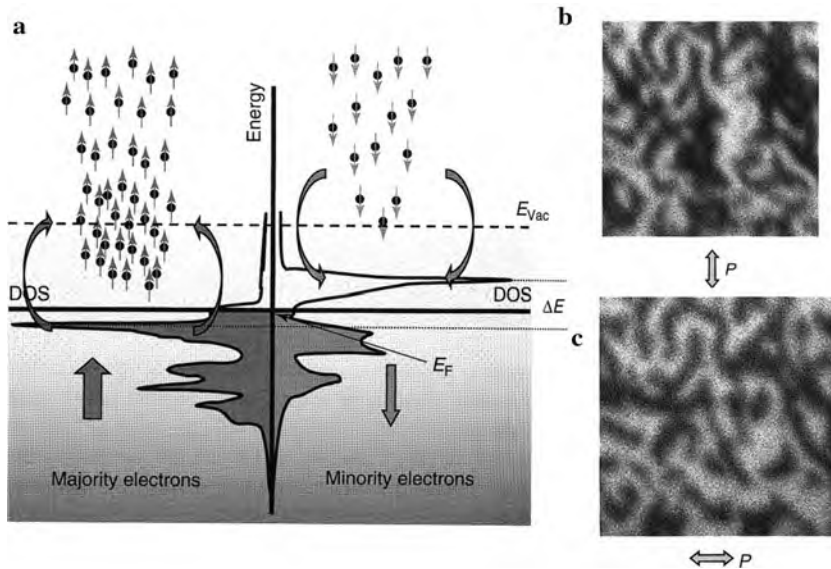 a
Energy
E_Vac
DOS
DOS
ΔE
E_F
Majority electrons
Minority electrons
b
P
c
P